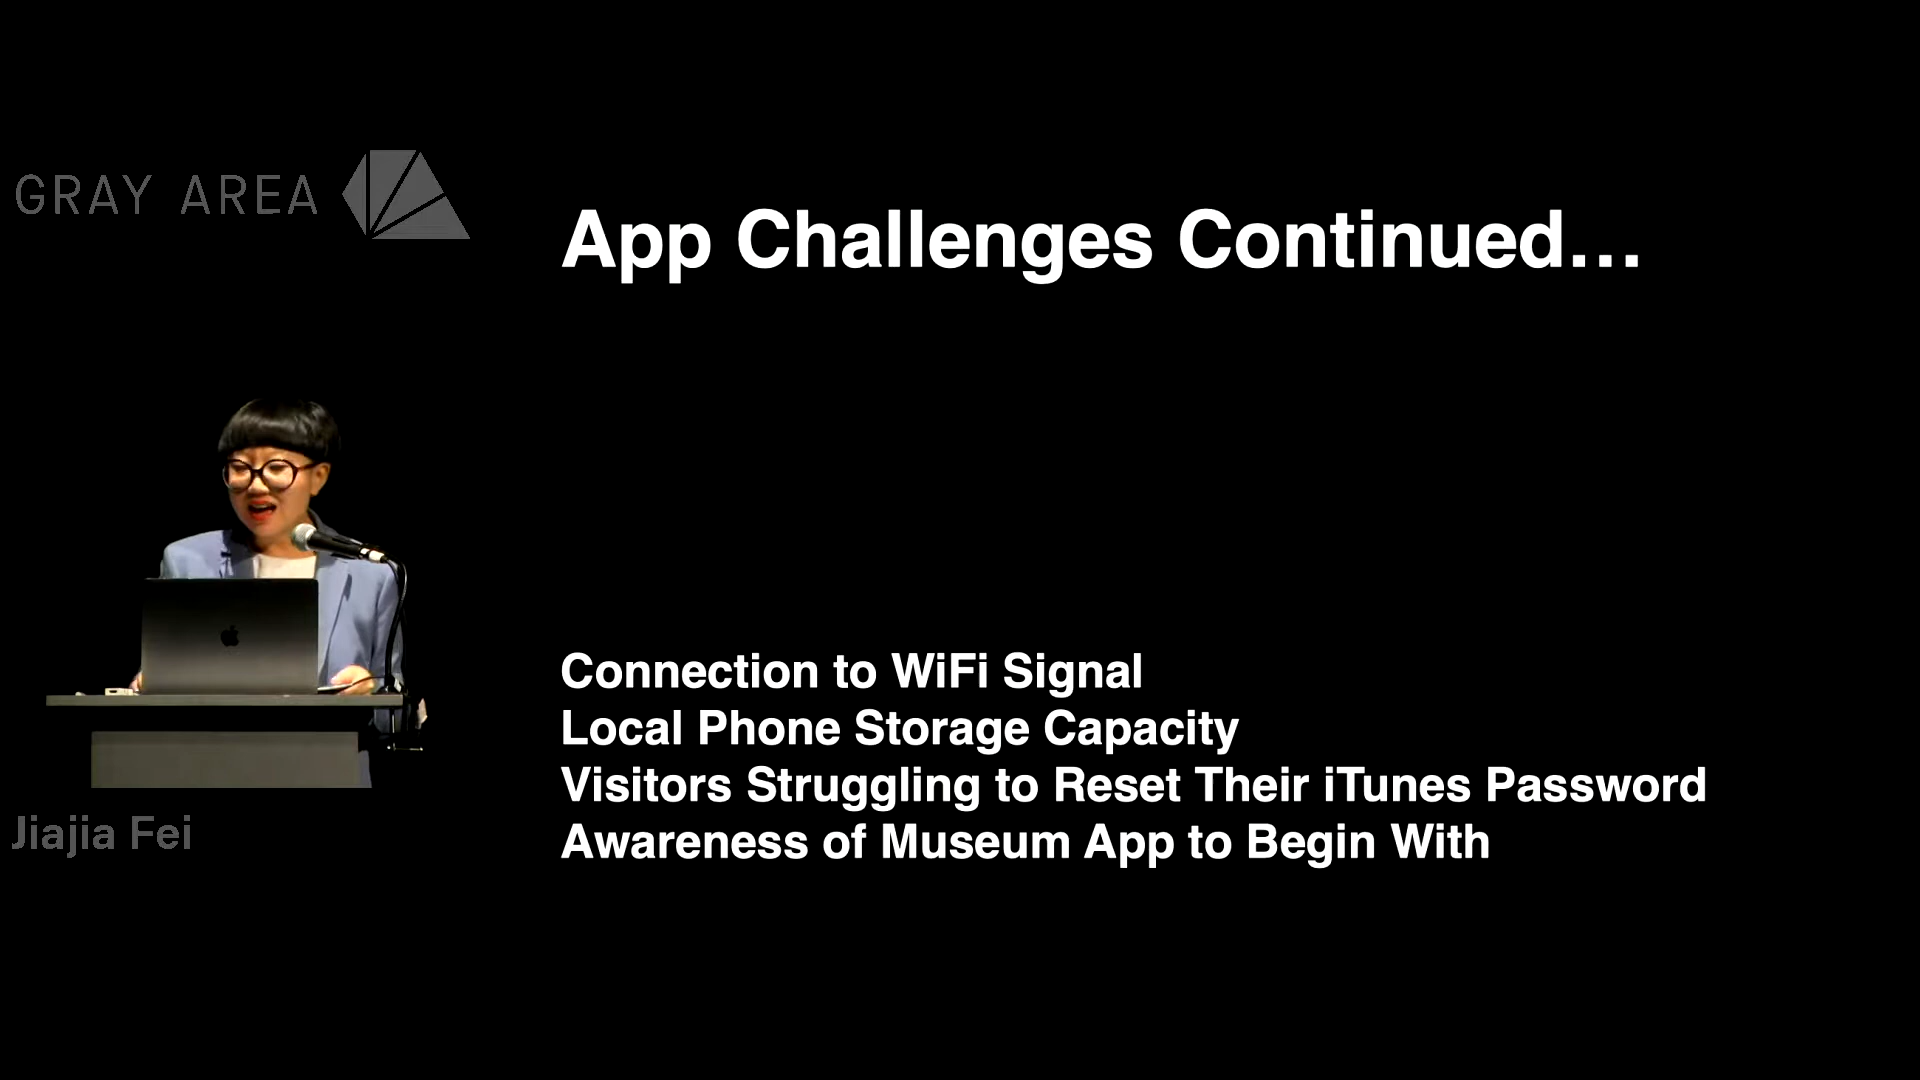 GRAY AREA
App Challenges Continued…
Connection to WiFi Signal
Local Phone Storage Capacity
Visitors Struggling to Reset Their iTunes Password
Awareness of Museum App to Begin With
Jiajia Fei